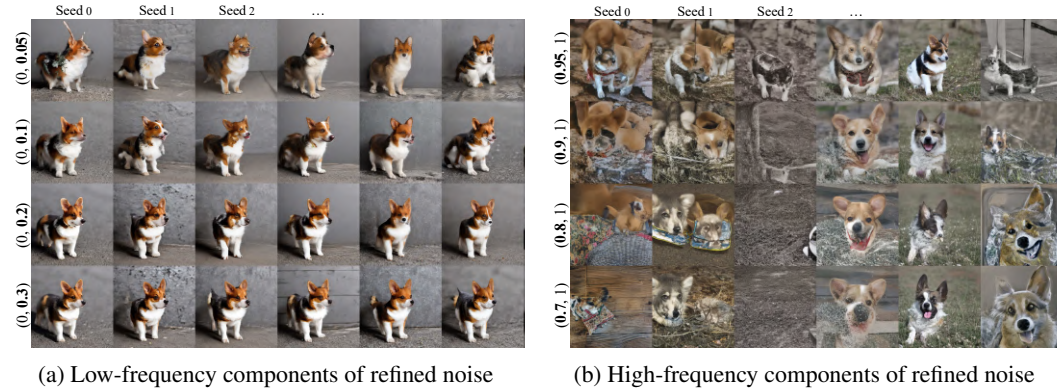 Seed 0 Seed 1 Seed 2 ...
(0, 0.05)
(0, 0.1)
(0, 0.2)
(0, 0.3)
(a) Low-frequency components of refined noise
Seed 0 Seed 1 Seed 2 ...
(0.95, 1)
(0.9, 1)
(0.8, 1)
(0.7, 1)
(b) High-frequency components of refined noise